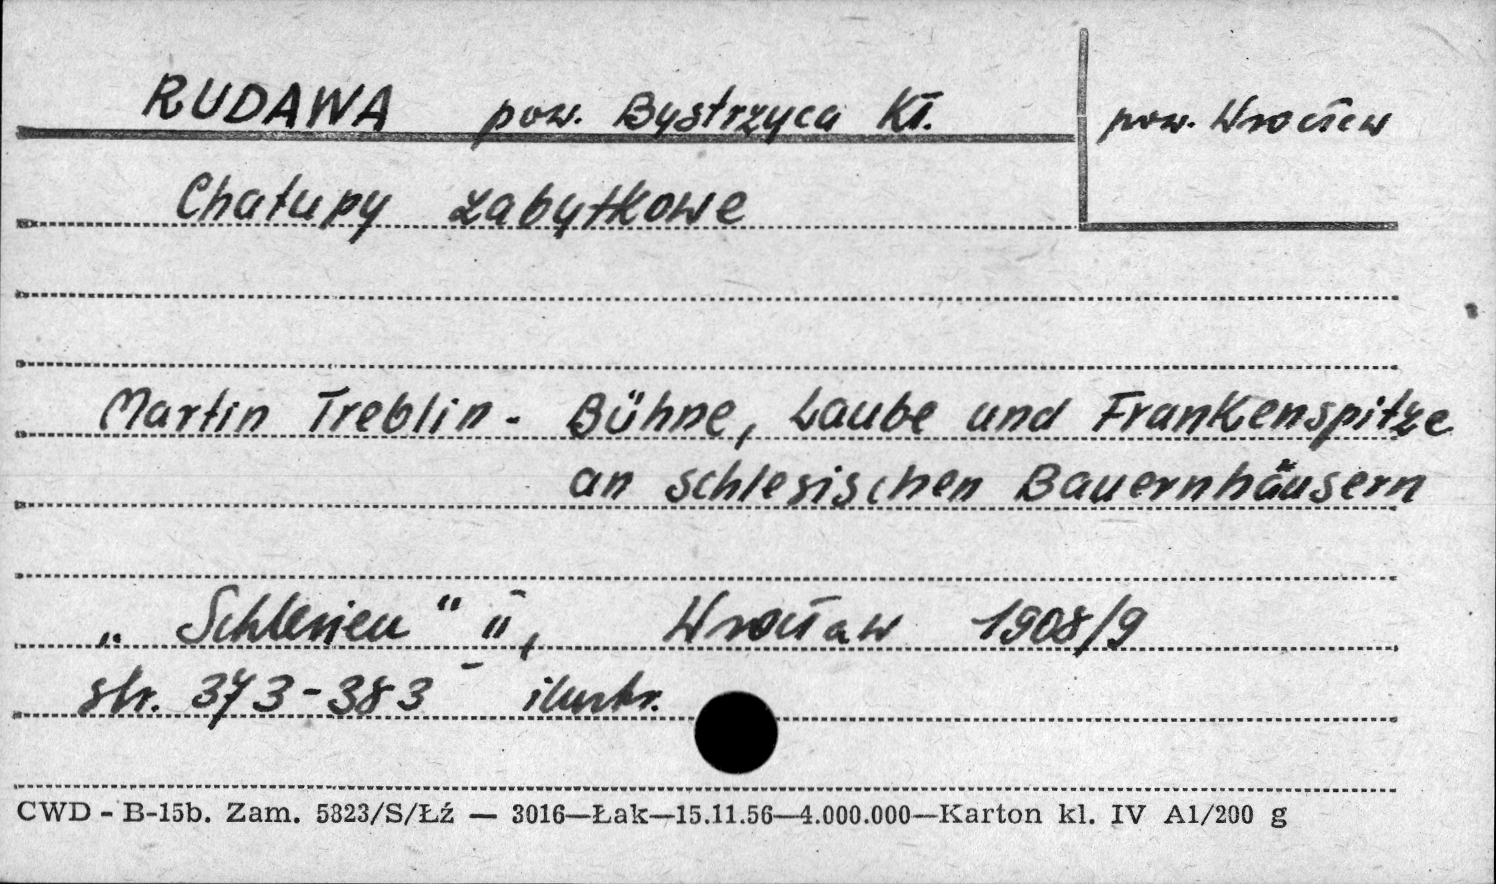 RUDAWA pow. Bystrzyca Kł.
pow. Wrocław
Chałupy zabytkowe
Martin Treblin - Bühne, Laube und Frankenspitze
an schlesischen Bauernhäusern
„Schlesien" II, Wrocław 1908/9
str. 373-383 ilustr.
CWD - B-15b. Zam. 5823/S/Łź — 3016—Łak—15.11.56—4.000.000—Karton kl. IV A1/200 g